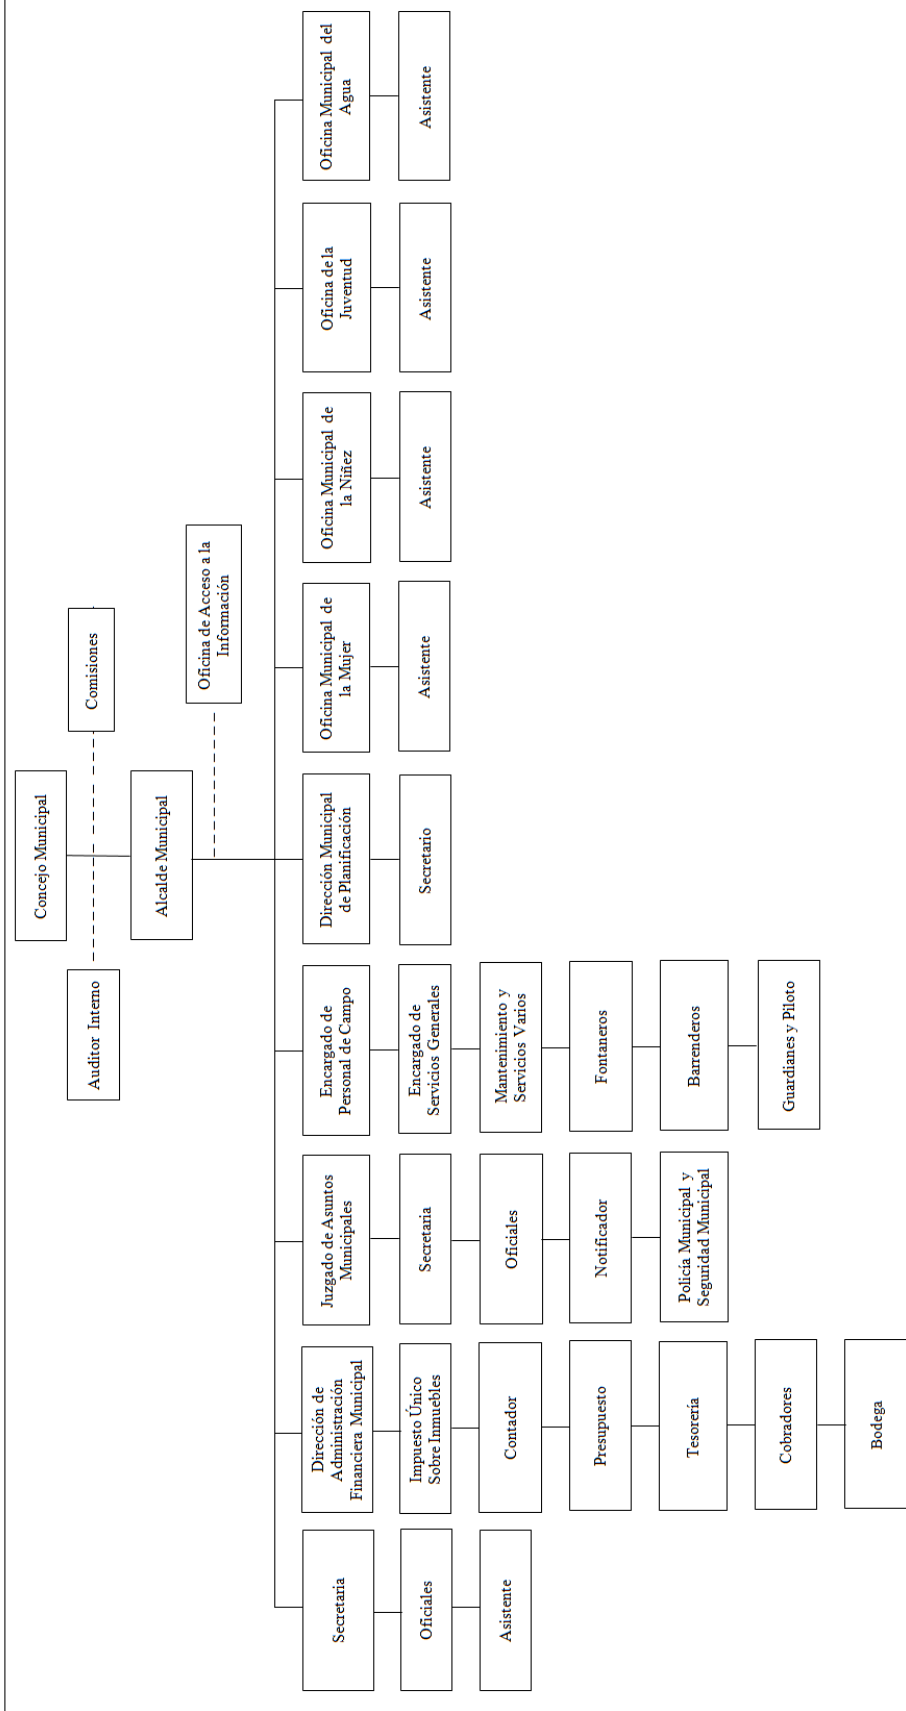 Concejo Municipal
Auditor Interno
Comisiones
Alcalde Municipal
Oficina de Acceso a la
Información
Secretaria
Oficiales
Asistente
Dirección de
Administración
Financiera Municipal
Impuesto Único
Sobre Inmuebles
Contador
Presupuesto
Tesorería
Cobradores
Bodega
Juzgado de Asuntos
Municipales
Secretaria
Oficiales
Notificador
Policía Municipal y
Seguridad Municipal
Encargado de
Personal de Campo
Encargado de
Servicios Generales
Mantenimiento y
Servicios Varios
Fontaneros
Barrenderos
Guardianes y Piloto
Dirección Municipal
de Planificación
Secretario
Oficina Municipal de
la Mujer
Asistente
Oficina Municipal de
la Niñez
Asistente
Oficina de la
Juventud
Asistente
Oficina Municipal del
Agua
Asistente